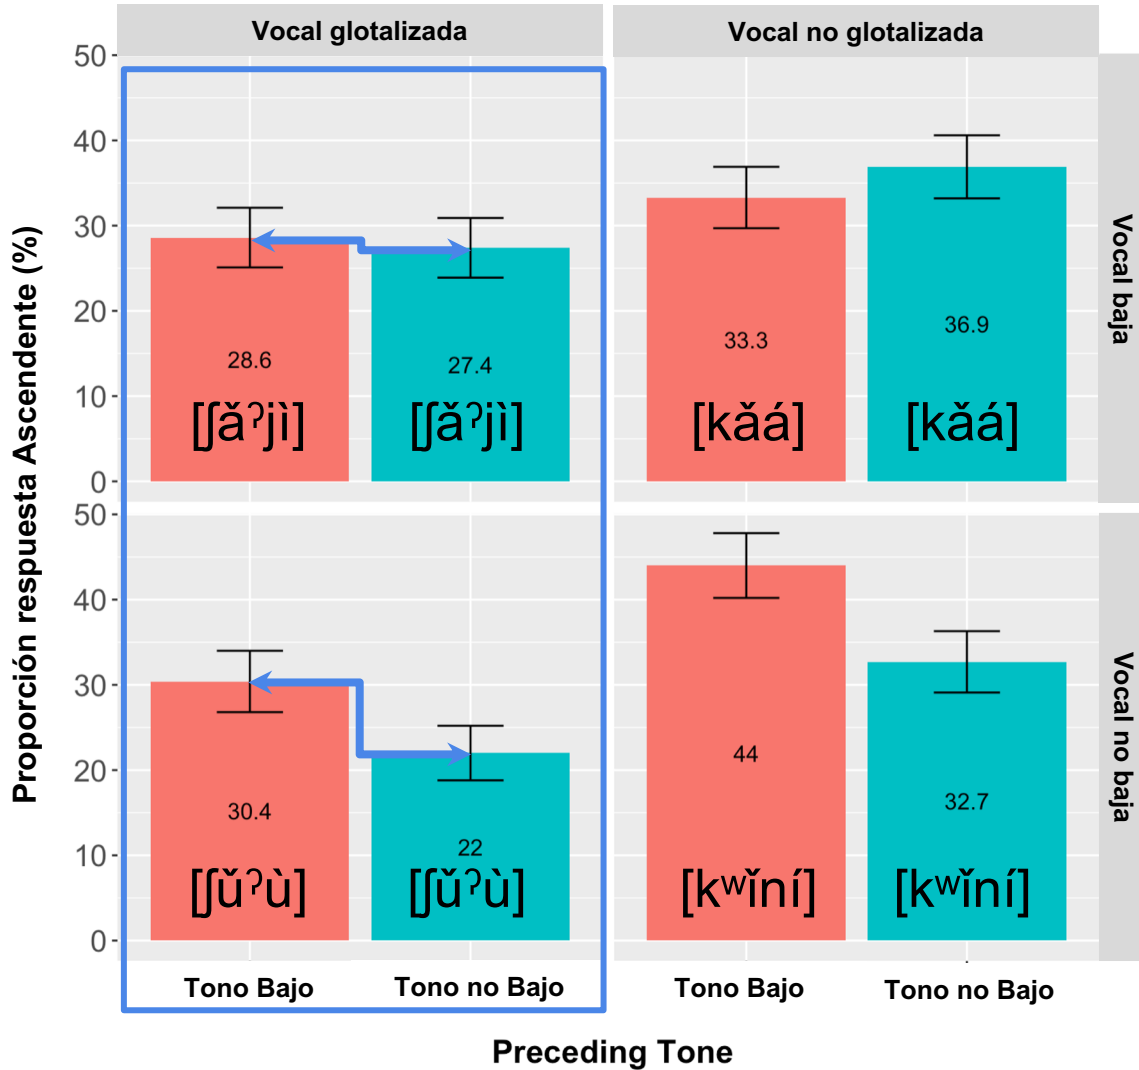 Vocal glotalizada
Vocal no glotalizada
Proporción respuesta Ascendente (%)
50
40
30
20
10
0
28.6
27.4
33.3
36.9
[ʃǎˀjì]
[ʃǎˀjì]
[kǎá]
[kǎá]
Vocal baja
50
40
30
20
10
0
30.4
22
44
32.7
[ʃǔˀù]
[ʃǔˀù]
[kʷǐní]
[kʷǐní]
Vocal no baja
Tono Bajo
Tono no Bajo
Tono Bajo
Tono no Bajo
Preceding Tone